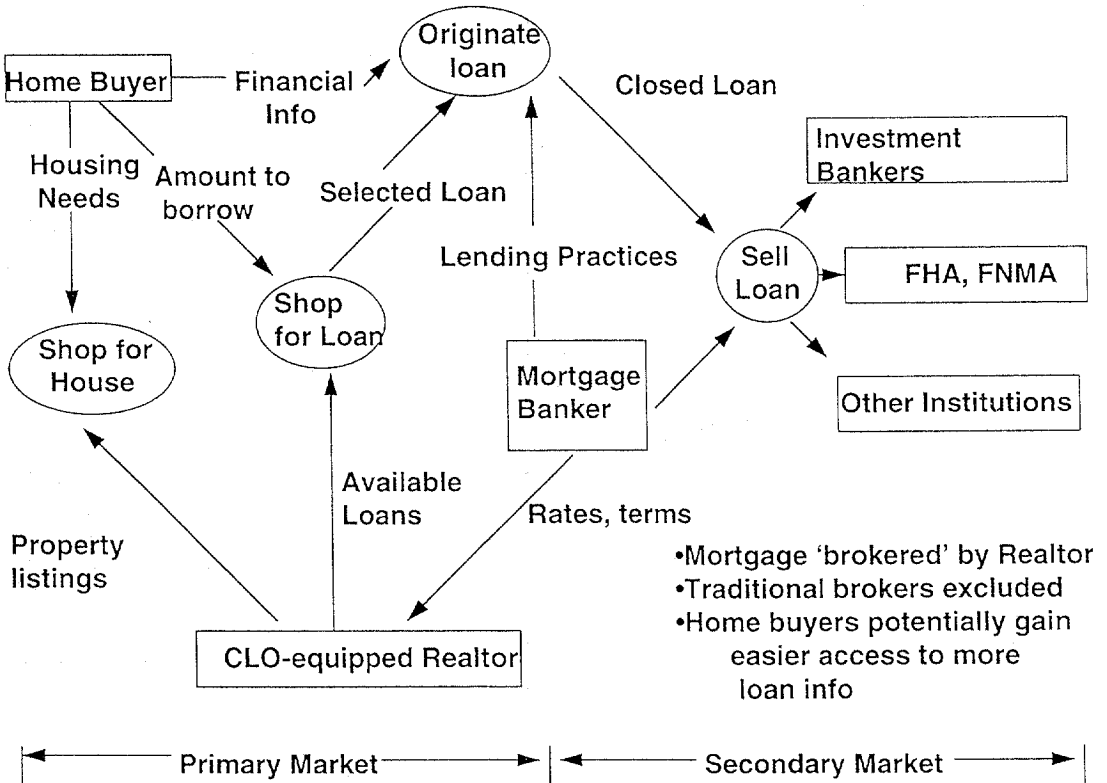 Originate
loan
Home Buyer
Financial
Info
Closed Loan
Investment
Bankers
Housing
Needs
Amount to
borrow
Selected Loan
Lending Practices
Sell
Loan
FHA, FNMA
Shop
for Loan
Shop for
House
Mortgage
Banker
Other Institutions
Available
Loans
Rates, terms
Property
listings
•Mortgage ‘brokered’ by Realtor
•Traditional brokers excluded
•Home buyers potentially gain
easier access to more
loan info
CLO-equipped Realtor
Primary Market
Secondary Market